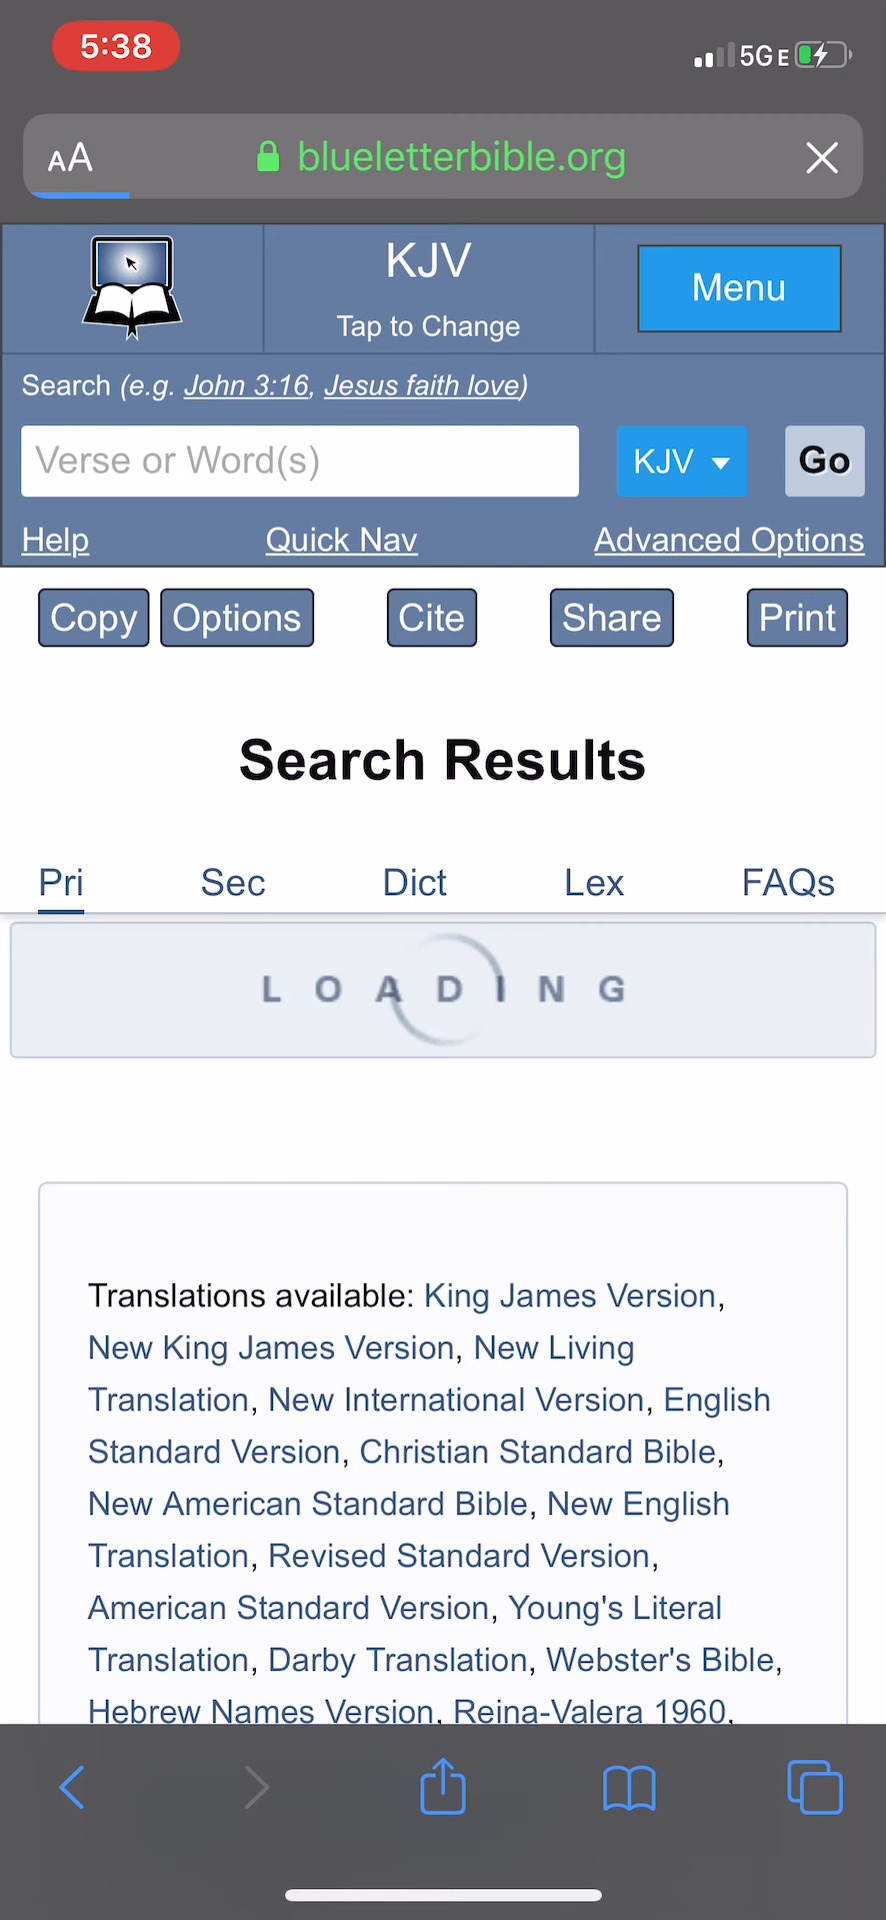 5:38
5GE
AA
blueletterbible.org
KJV
Tap to Change
Menu
Search (e.g. John 3:16, Jesus faith love)
Verse or Word(s)
KJV
Go
Help Quick Nav Advanced Options
Copy Options Cite Share Print
Search Results
Pri Sec Dict Lex FAQs
LOADING
Translations available: King James Version,
New King James Version, New Living
Translation, New International Version, English
Standard Version, Christian Standard Bible,
New American Standard Bible, New English
Translation, Revised Standard Version,
American Standard Version, Young's Literal
Translation, Darby Translation, Webster's Bible,
Hebrew Names Version, Reina-Valera 1960,